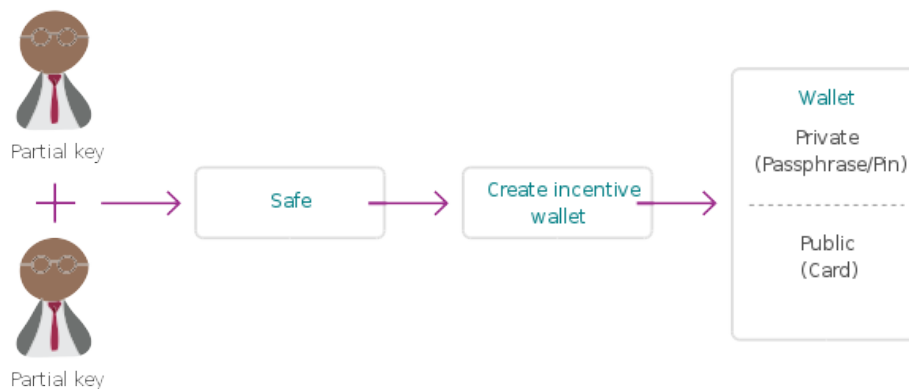 Partial key
Partial key
Safe
Create incentive
wallet
Wallet
Private
(Passphrase/Pin)
Public
(Card)